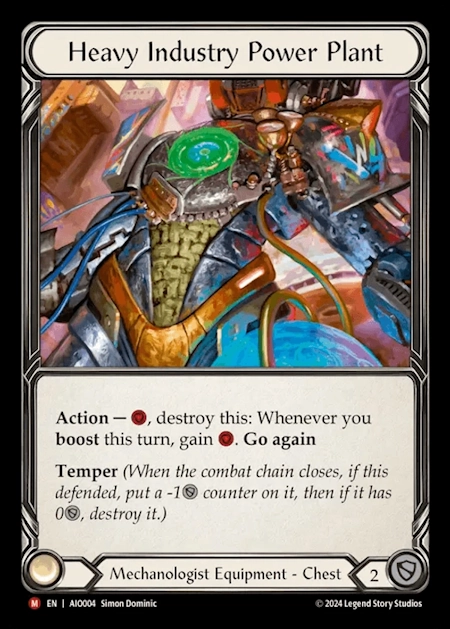 Heavy Industry Power Plant
Action — , destroy this: Whenever you
boost this turn, gain . Go again
Temper (When the combat chain closes, if this
defended, put a -1 counter on it, then if it has
0, destroy it.)
Mechanologist Equipment - Chest 2
M EN | AIO004 Simon Dominic © 2024 Legend Story Studios